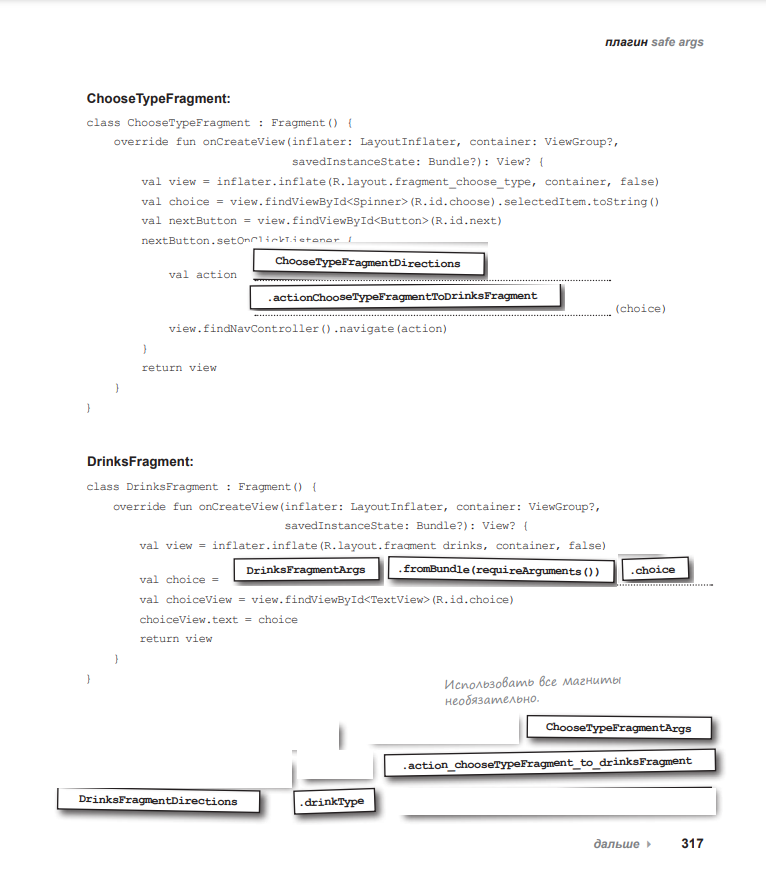 плагин safe args
ChooseTypeFragment:
class ChooseTypeFragment : Fragment() {
override fun onCreateView(inflater: LayoutInflater, container: ViewGroup?,
savedInstanceState: Bundle?): View? {
val view = inflater.inflate(R.layout.fragment_choose_type, container, false)
val choice = view.findViewById<Spinner>(R.id.choose).selectedItem.toString()
val nextButton = view.findViewById<Button>(R.id.next)
nextButton.setOnClickListener {
ChooseTypeFragmentDirections
val action
.actionChooseTypeFragmentToDrinksFragment
(choice)
view.findNavController().navigate(action)
}
return view
}
}
DrinksFragment:
class DrinksFragment : Fragment() {
override fun onCreateView(inflater: LayoutInflater, container: ViewGroup?,
savedInstanceState: Bundle?): View? {
val view = inflater.inflate(R.layout.fragment_drinks, container, false)
val choice = DrinksFragmentArgs .fromBundle(requireArguments()) .choice
val choiceView = view.findViewById<TextView>(R.id.choice)
choiceView.text = choice
return view
}
}
Использовать все магниты
необязательно.
ChooseTypeFragmentArgs
.action_chooseTypeFragment_to_drinksFragment
DrinksFragmentDirections .drinkType
дальше 317